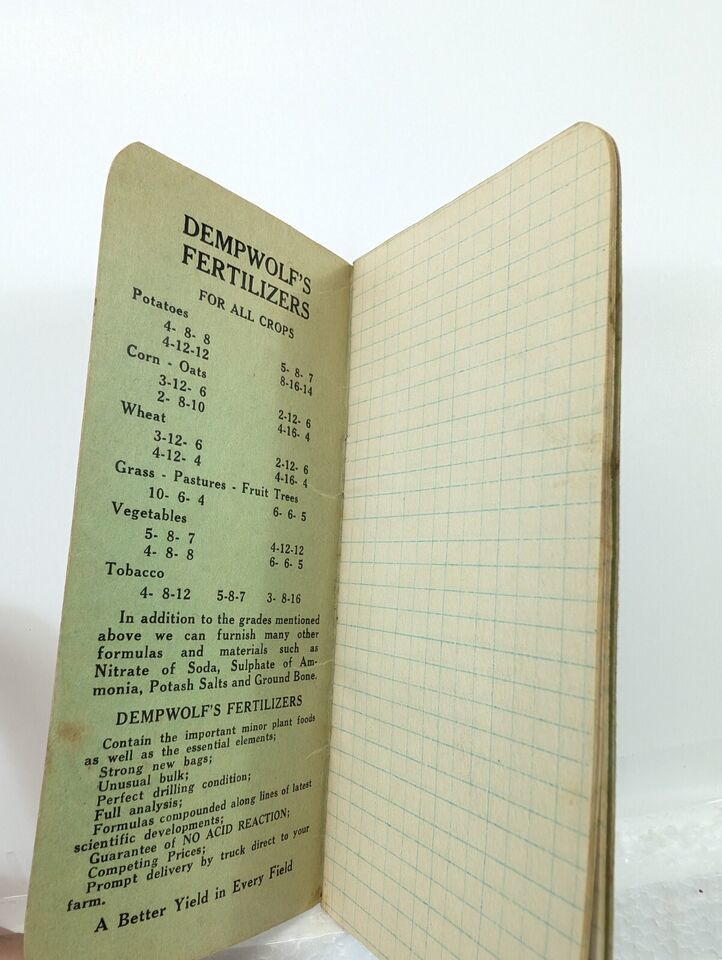 DEMPWOLF'S
FERTILIZERS
FOR ALL CROPS
Potatoes
4- 8- 8    5- 8- 7
4-12-12    8-16-14
Corn - Oats
3-12- 6    2-12- 6
2- 8-10    4-16- 4
Wheat
3-12- 6    2-12- 6
4-12- 4    4-16- 4
Grass - Pastures - Fruit Trees
10- 6- 4    6- 6- 5
Vegetables
5- 8- 7    4-12-12
4- 8- 8    6- 6- 5
Tobacco
4- 8-12    5-8-7    3- 8-16
In addition to the grades mentioned
above we can furnish many other
formulas and materials such as
Nitrate of Soda, Sulphate of Am-
monia, Potash Salts and Ground Bone.
DEMPWOLF'S FERTILIZERS
Contain the important minor plant foods
as well as the essential elements;
Strong new bags;
Unusual bulk;
Perfect drilling condition;
Full analysis;
Formulas compounded along lines of latest
scientific developments;
Guarantee of NO ACID REACTION;
Competing Prices;
Prompt delivery by truck direct to your
farm.
A Better Yield in Every Field